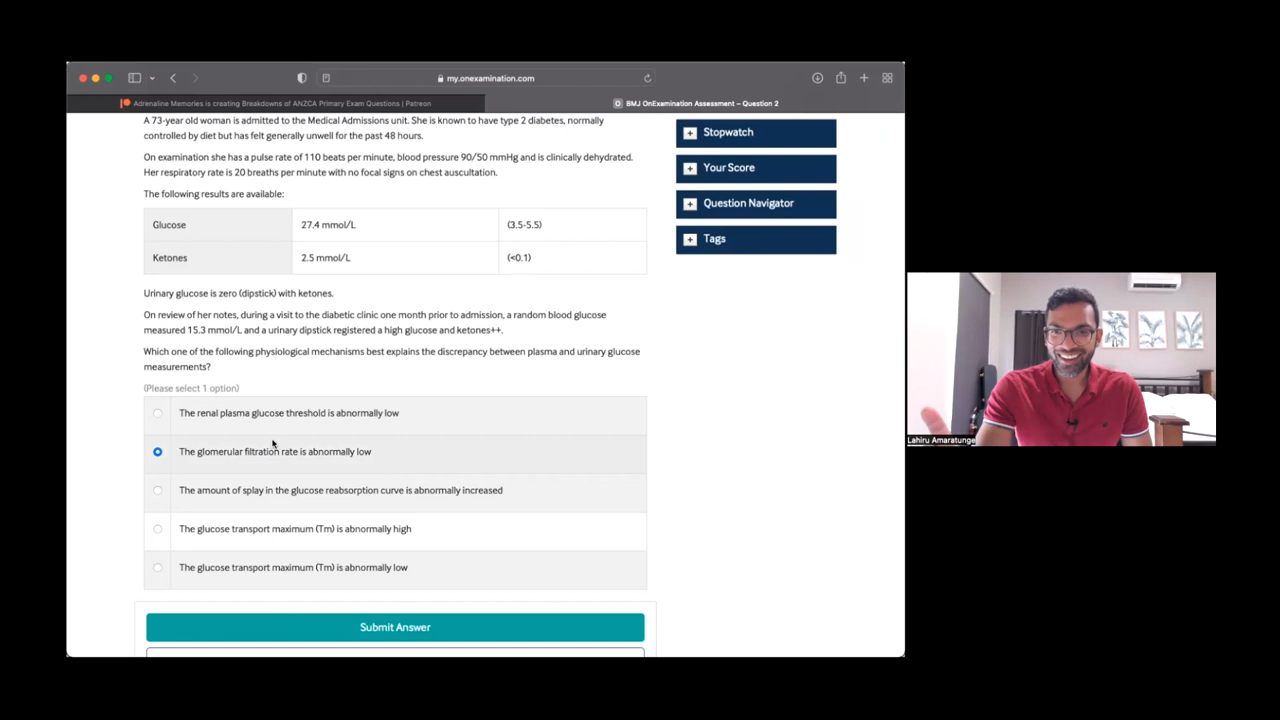 my.onexamination.com
Adrenaline Memories is creating Breakdowns of ANZCA Primary Exam Questions | Patreon
BMJ OnExamination Assessment – Question 2
A 73-year old woman is admitted to the Medical Admissions unit. She is known to have type 2 diabetes, normally
controlled by diet but has felt generally unwell for the past 48 hours.
On examination she has a pulse rate of 110 beats per minute, blood pressure 90/50 mmHg and is clinically dehydrated.
Her respiratory rate is 20 breaths per minute with no focal signs on chest auscultation.
The following results are available:
Glucose 27.4 mmol/L (3.5-5.5)
Ketones 2.5 mmol/L (<0.1)
Urinary glucose is zero (dipstick) with ketones.
On review of her notes, during a visit to the diabetic clinic one month prior to admission, a random blood glucose
measured 15.3 mmol/L and a urinary dipstick registered a high glucose and ketones++.
Which one of the following physiological mechanisms best explains the discrepancy between plasma and urinary glucose
measurements?
(Please select 1 option)
The renal plasma glucose threshold is abnormally low
The glomerular filtration rate is abnormally low
The amount of splay in the glucose reabsorption curve is abnormally increased
The glucose transport maximum (Tm) is abnormally high
The glucose transport maximum (Tm) is abnormally low
Submit Answer
Stopwatch
Your Score
Question Navigator
Tags
Lahiru Amaratunge